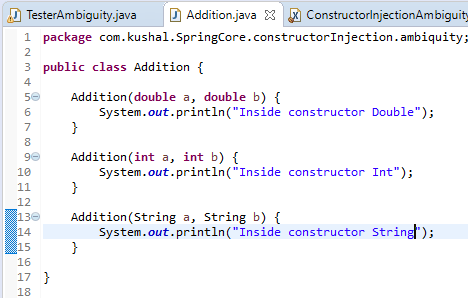 TesterAmbiguity.java Addition.java ConstructorInjectionAmbiguity
1 package com.kushal.SpringCore.constructorInjection.ambiquity;
2
3 public class Addition {
4
5 Addition(double a, double b) {
6 System.out.println("Inside constructor Double");
7 }
8
9 Addition(int a, int b) {
10 System.out.println("Inside constructor Int");
11 }
12
13 Addition(String a, String b) {
14 System.out.println("Inside constructor String");
15 }
16
17 }
18